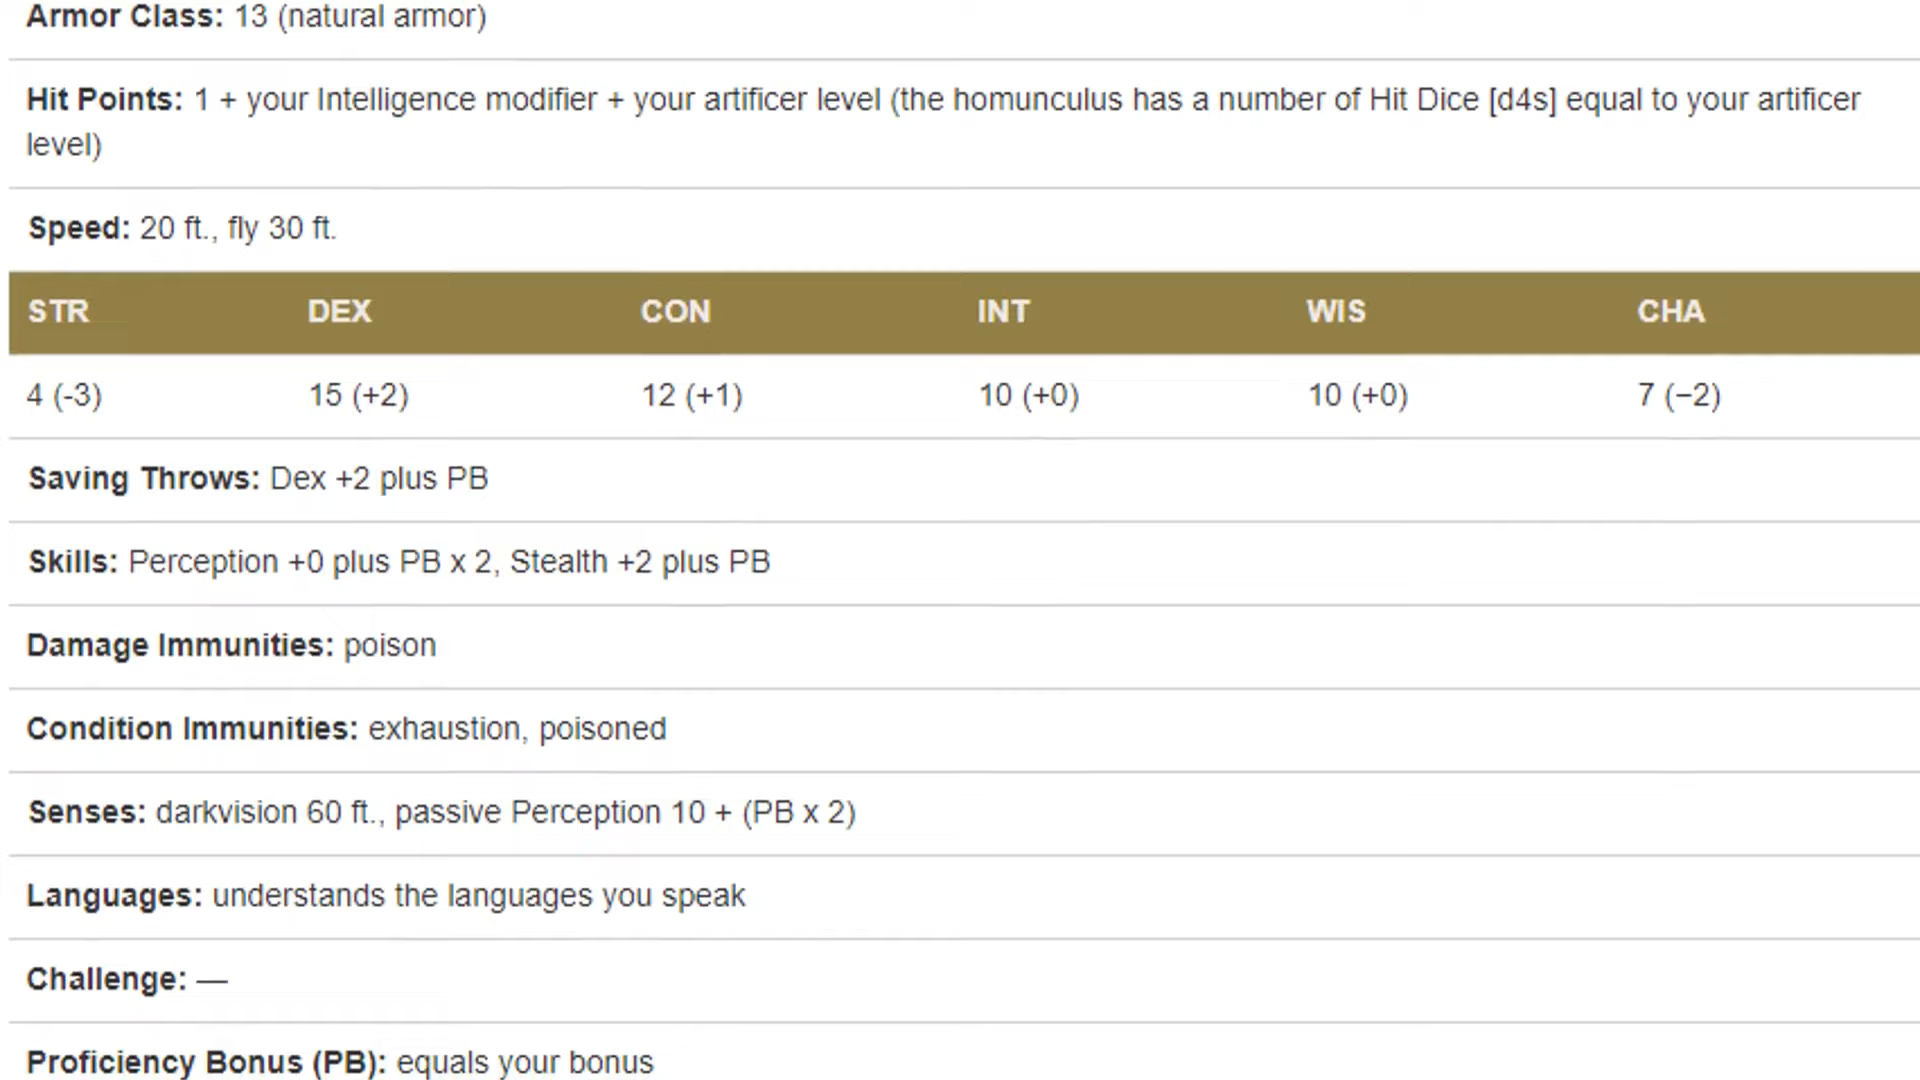 Armor Class: 13 (natural armor)
Hit Points: 1 + your Intelligence modifier + your artificer level (the homunculus has a number of Hit Dice [d4s] equal to your artificer
level)
Speed: 20 ft., fly 30 ft.
STR DEX CON INT WIS CHA
4 (-3) 15 (+2) 12 (+1) 10 (+0) 10 (+0) 7 (−2)
Saving Throws: Dex +2 plus PB
Skills: Perception +0 plus PB x 2, Stealth +2 plus PB
Damage Immunities: poison
Condition Immunities: exhaustion, poisoned
Senses: darkvision 60 ft., passive Perception 10 + (PB x 2)
Languages: understands the languages you speak
Challenge: —
Proficiency Bonus (PB): equals your bonus